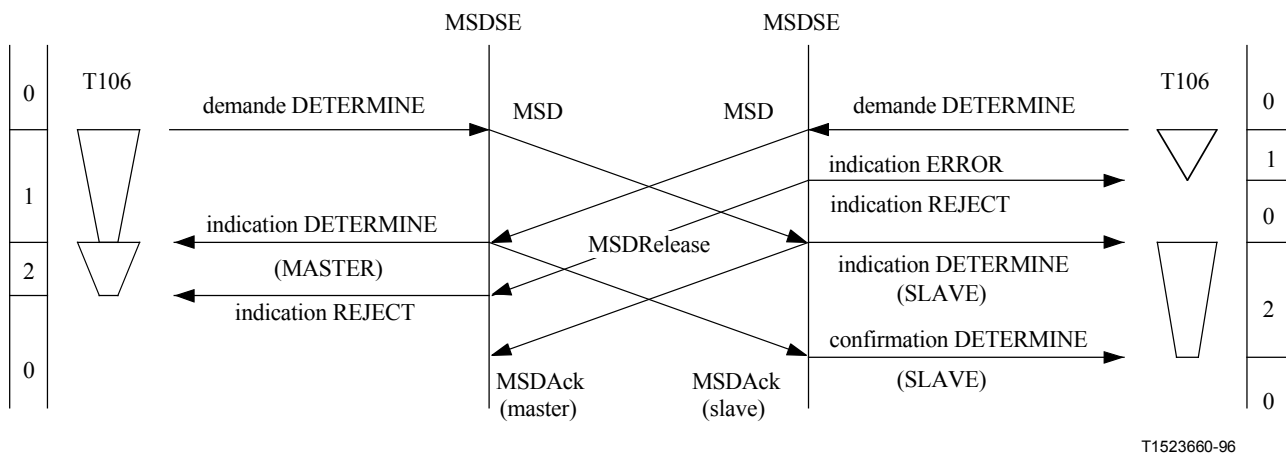 MSDSE MSDSE
T106 T106
0 0
demande DETERMINE MSD MSD demande DETERMINE
indication ERROR
1 1
indication REJECT
0
indication DETERMINE MSDRelease
(MASTER) indication DETERMINE
2 (SLAVE)
2
indication REJECT
confirmation DETERMINE
0
MSDAck MSDAck (SLAVE)
(master) (slave) 0
T1523660-96